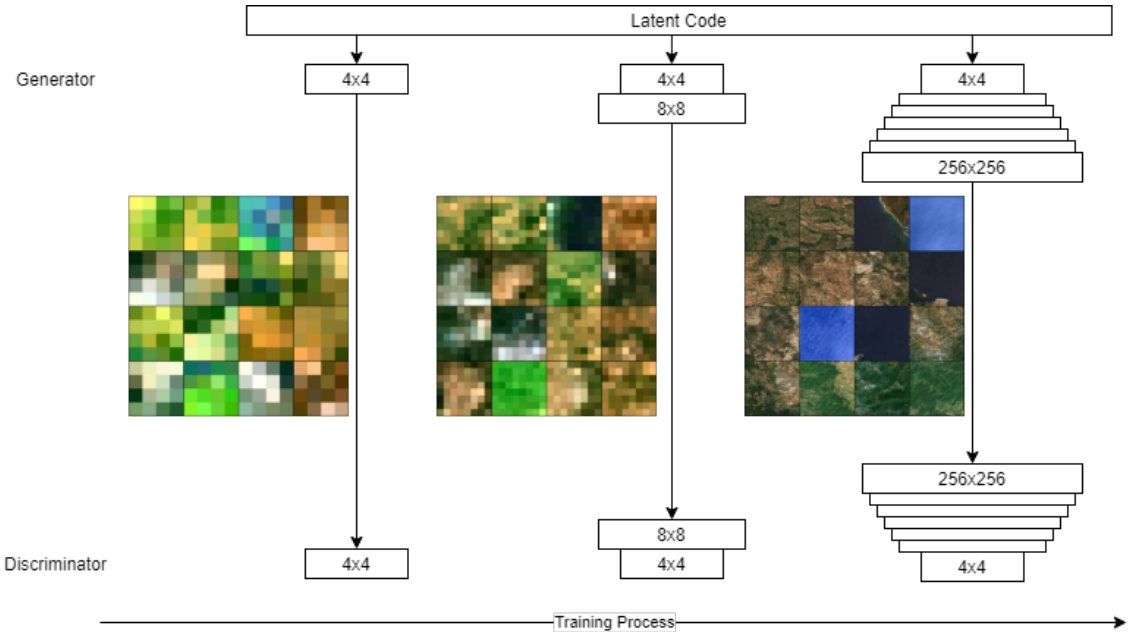 Latent Code
Generator
4x4
4x4
4x4
8x8
256x256
256x256
8x8
Discriminator
4x4
4x4
4x4
Training Process